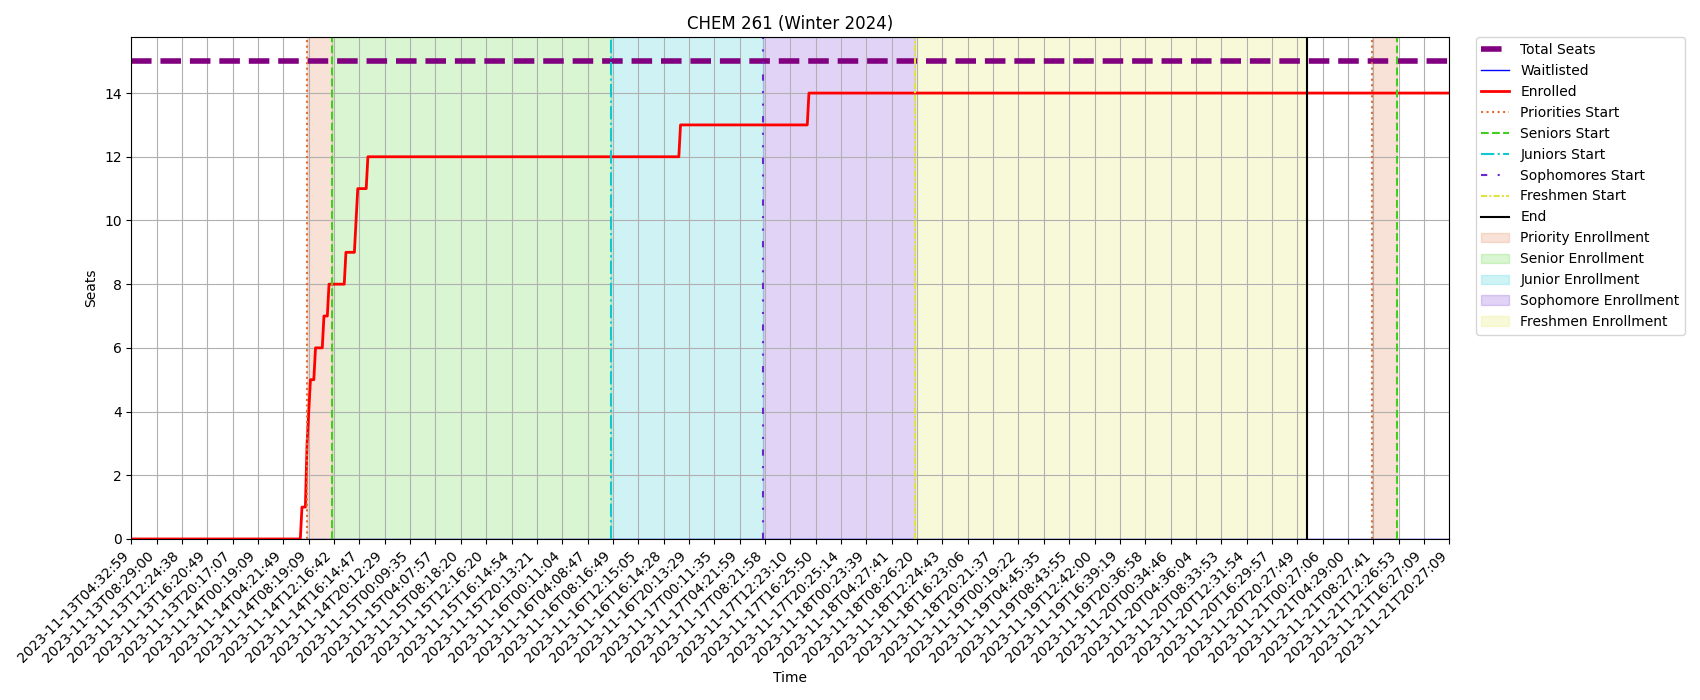 CHEM 261 (Winter 2024)
Seats
14
12
10
8
6
4
2
0
2023-11-13T04:32:59
2023-11-13T08:29:00
2023-11-13T12:24:38
2023-11-13T16:20:49
2023-11-13T20:17:07
2023-11-14T00:19:09
2023-11-14T04:21:49
2023-11-14T08:19:09
2023-11-14T12:16:42
2023-11-14T16:14:47
2023-11-14T20:12:29
2023-11-15T00:09:35
2023-11-15T04:07:57
2023-11-15T08:18:20
2023-11-15T12:16:20
2023-11-15T16:14:54
2023-11-15T20:13:21
2023-11-16T00:11:04
2023-11-16T04:08:47
2023-11-16T08:16:49
2023-11-16T12:15:05
2023-11-16T16:14:28
2023-11-16T20:13:29
2023-11-17T00:11:35
2023-11-17T04:21:59
2023-11-17T08:21:58
2023-11-17T12:23:10
2023-11-17T16:25:50
2023-11-17T20:25:14
2023-11-18T00:23:39
2023-11-18T04:27:41
2023-11-18T08:26:20
2023-11-18T12:24:43
2023-11-18T16:23:06
2023-11-18T20:21:37
2023-11-19T00:19:22
2023-11-19T04:45:35
2023-11-19T08:43:55
2023-11-19T12:42:00
2023-11-19T16:39:19
2023-11-19T20:36:58
2023-11-20T00:34:46
2023-11-20T04:36:04
2023-11-20T08:33:53
2023-11-20T12:31:54
2023-11-20T16:29:57
2023-11-20T20:27:49
2023-11-21T00:27:06
2023-11-21T04:29:00
2023-11-21T08:27:41
2023-11-21T12:26:53
2023-11-21T16:27:09
2023-11-21T20:27:09
Time
Total Seats
Waitlisted
Enrolled
Priorities Start
Seniors Start
Juniors Start
Sophomores Start
Freshmen Start
End
Priority Enrollment
Senior Enrollment
Junior Enrollment
Sophomore Enrollment
Freshmen Enrollment